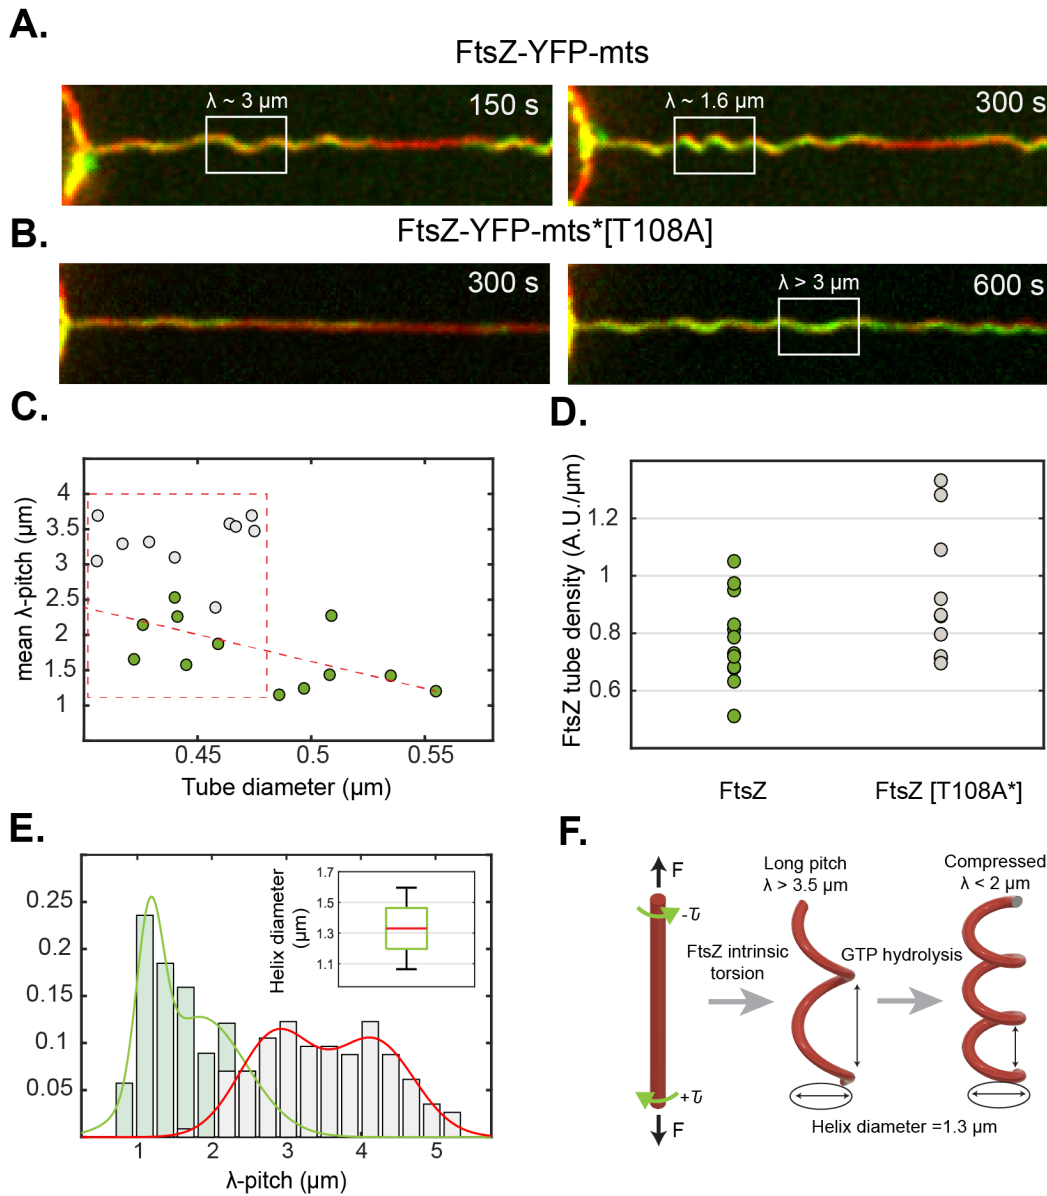 A.
FtsZ-YFP-mts
λ ~ 3 µm
150 s
λ ~ 1.6 µm
300 s
B.
FtsZ-YFP-mts*[T108A]
300 s
λ > 3 µm
600 s
C.
mean λ-pitch (µm)
4
3.5
3
2.5
2
1.5
1
0.45
0.5
0.55
Tube diameter (µm)
D.
FtsZ tube density (A.U./µm)
1.2
1
0.8
0.6
FtsZ
FtsZ [T108A*]
E.
0.25
0.2
0.15
0.1
0.05
1
2
3
4
5
λ-pitch (µm)
Helix diameter
(µm)
1.7
1.5
1.3
1.1
F.
F
-𝜏
FtsZ intrinsic
torsion
+𝜏
F
Long pitch
λ > 3.5 µm
GTP hydrolysis
Compressed
λ < 2 µm
Helix diameter =1.3 µm